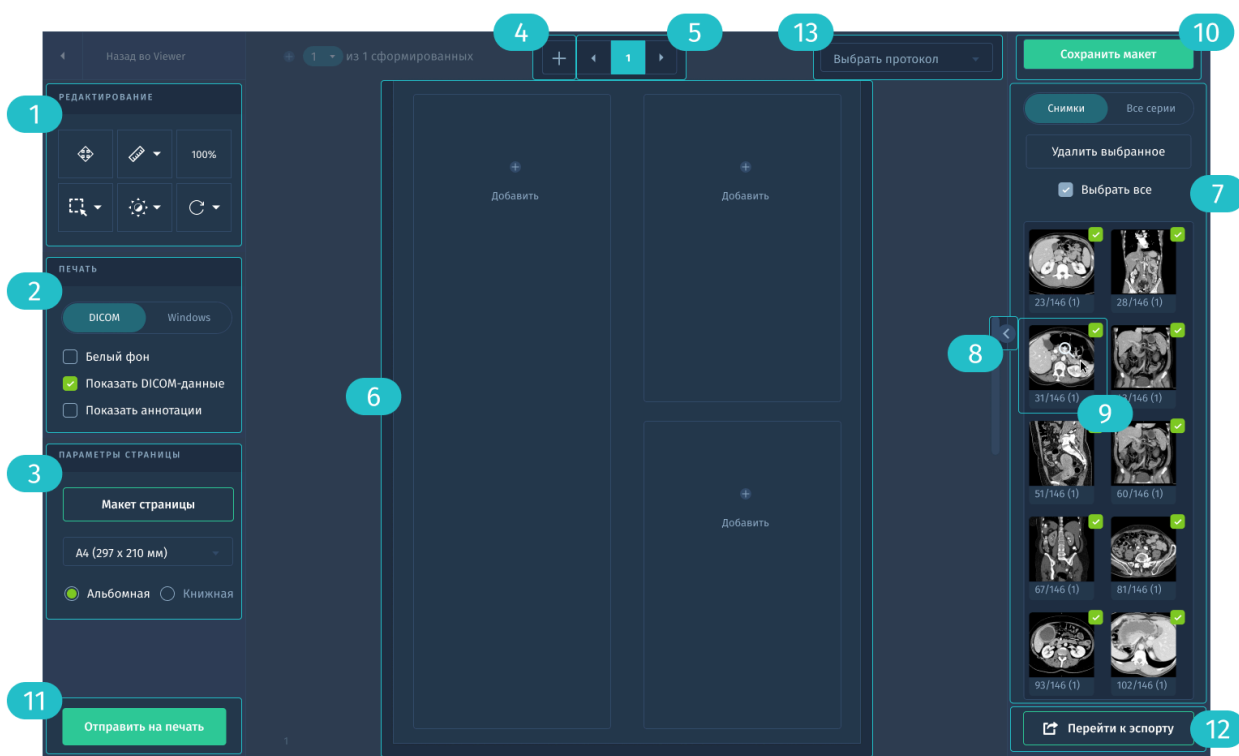 4
5
13
10
Назад во Viewer
1
из 1 сформированных
1
Выбрать протокол
Сохранить макет
1
РЕДАКТИРОВАНИЕ
100%
Снимки
Все серии
Удалить выбранное
Выбрать все
7
Добавить
Добавить
2
ПЕЧАТЬ
DICOM
Windows
Белый фон
Показать DICOM-данные
Показать аннотации
23/146 (1)
28/146 (1)
8
6
31/146 (1)
9
3
ПАРАМЕТРЫ СТРАНИЦЫ
Макет страницы
A4 (297 x 210 мм)
Альбомная
Книжная
Добавить
51/146 (1)
60/146 (1)
67/146 (1)
81/146 (1)
93/146 (1)
102/146 (1)
11
Отправить на печать
1
Перейти к эспорту
12